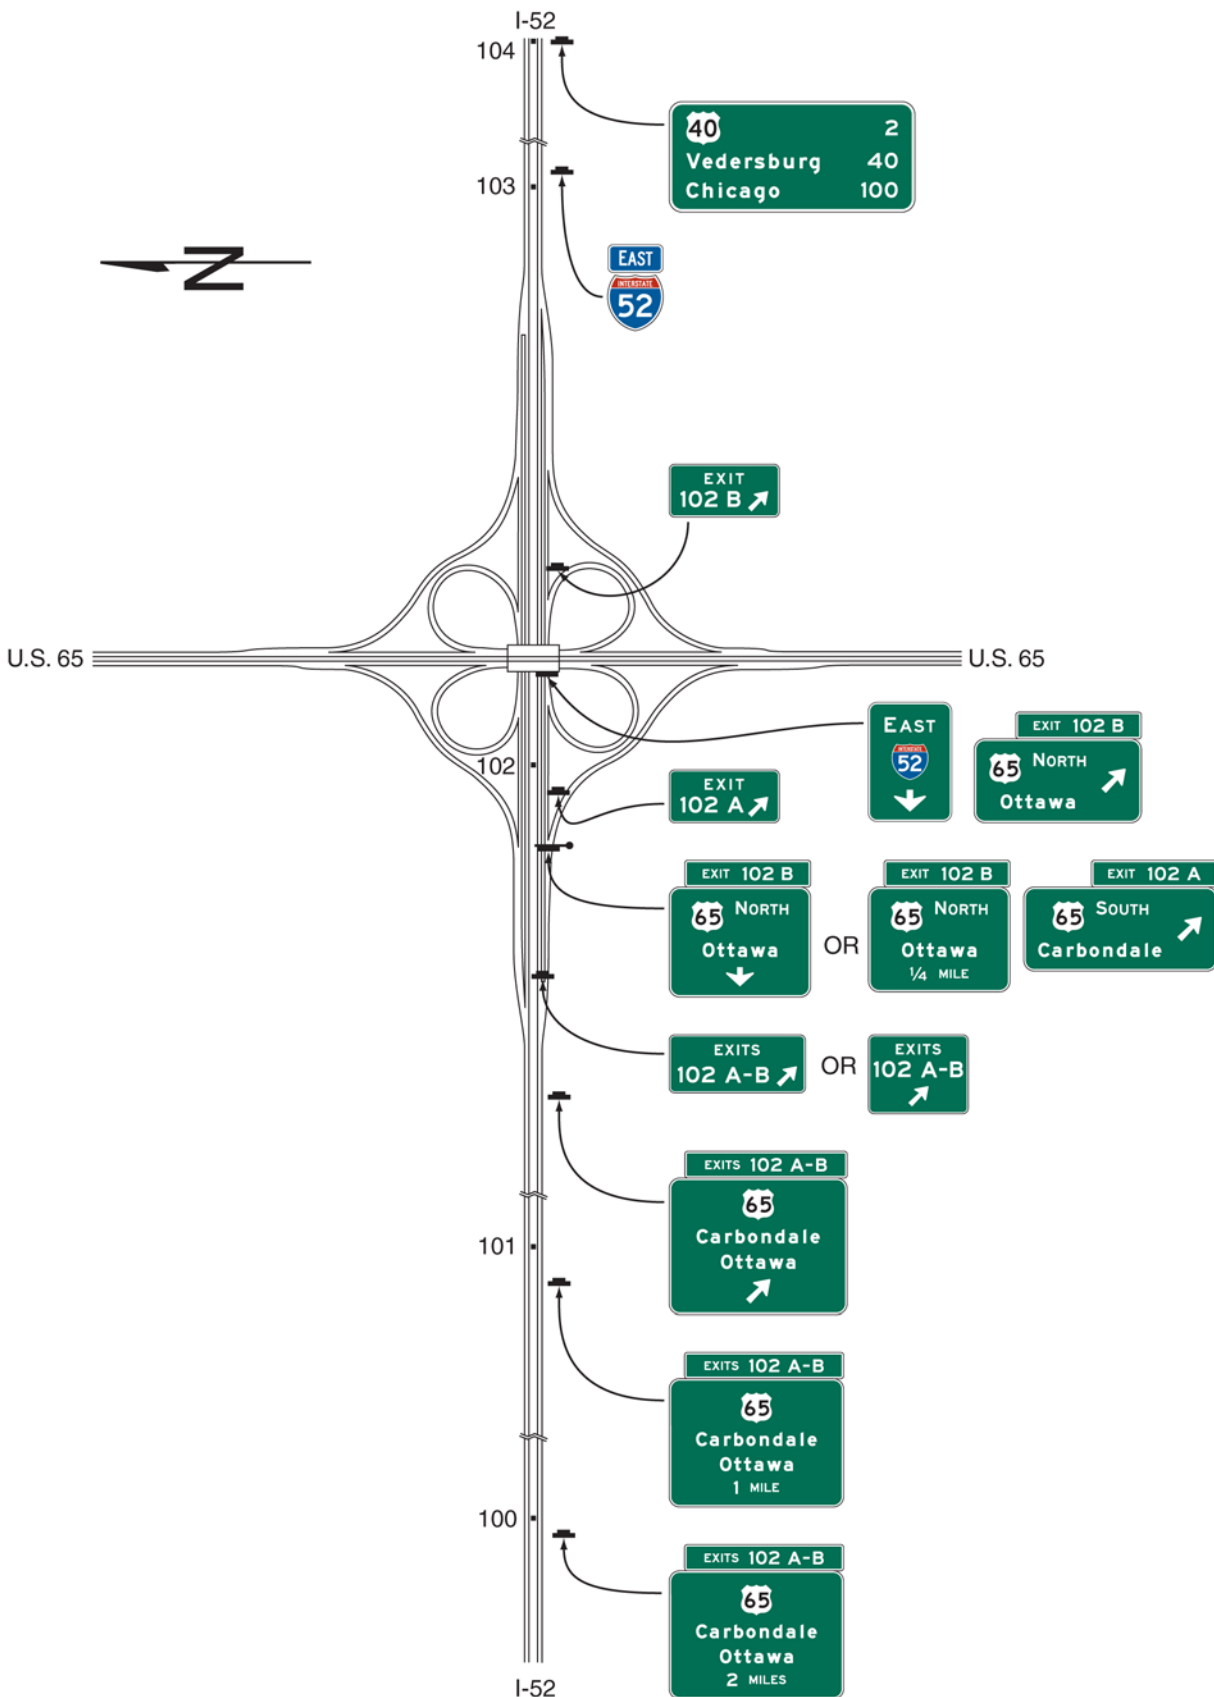 I-52
104
40 2
Vedersburg 40
Chicago 100
103
N
EAST
INTERSTATE
52
EXIT
102 B
U.S. 65
U.S. 65
EAST
INTERSTATE
52
EXIT 102 B
65 NORTH
Ottawa
102
EXIT
102 A
EXIT 102 B
65 NORTH
Ottawa
OR
EXIT 102 B
65 NORTH
Ottawa
1/4 MILE
EXIT 102 A
65 SOUTH
Carbondale
EXITS
102 A-B
OR
EXITS
102 A-B
EXITS 102 A-B
65
Carbondale
Ottawa
101
EXITS 102 A-B
65
Carbondale
Ottawa
1 MILE
100
EXITS 102 A-B
65
Carbondale
Ottawa
2 MILES
I-52